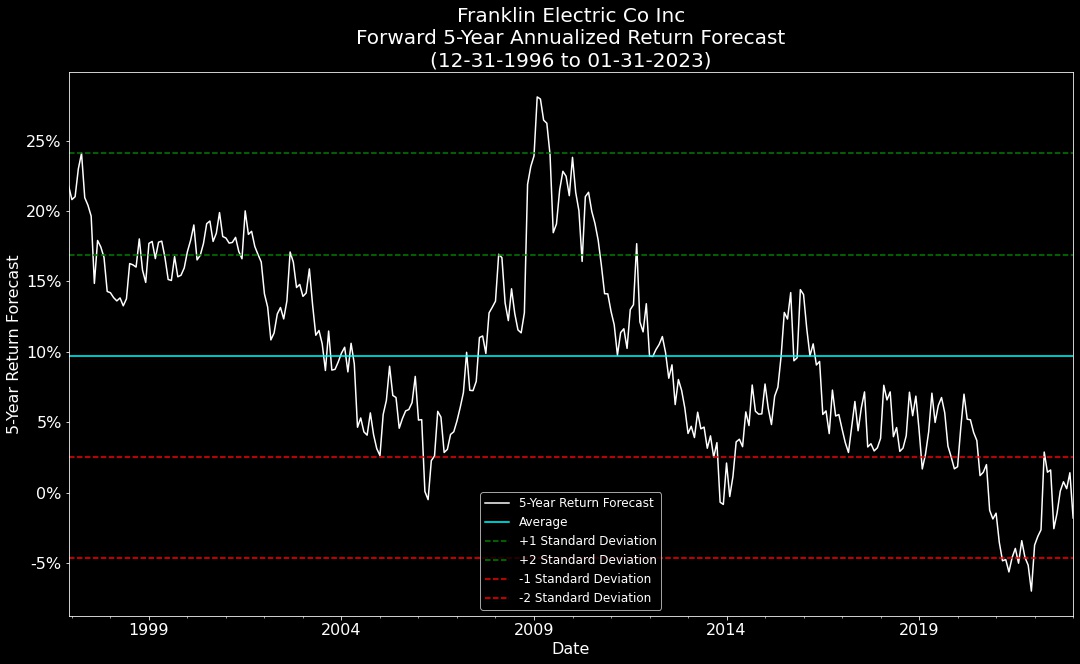 Franklin Electric Co Inc
Forward 5-Year Annualized Return Forecast
(12-31-1996 to 01-31-2023)
5-Year Return Forecast
25%
20%
15%
10%
5%
0%
-5%
5-Year Return Forecast
Average
+1 Standard Deviation
+2 Standard Deviation
-1 Standard Deviation
-2 Standard Deviation
1999
2004
2009
2014
2019
Date